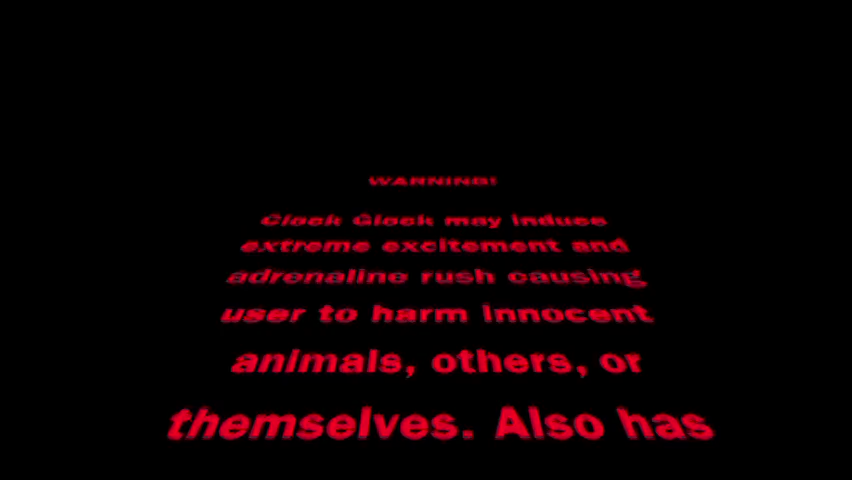 WARNING!
Clack Glack may induce
extreme excitement and
adrenaline rush causing
user to harm innocent
animals, others, or
themselves. Also has